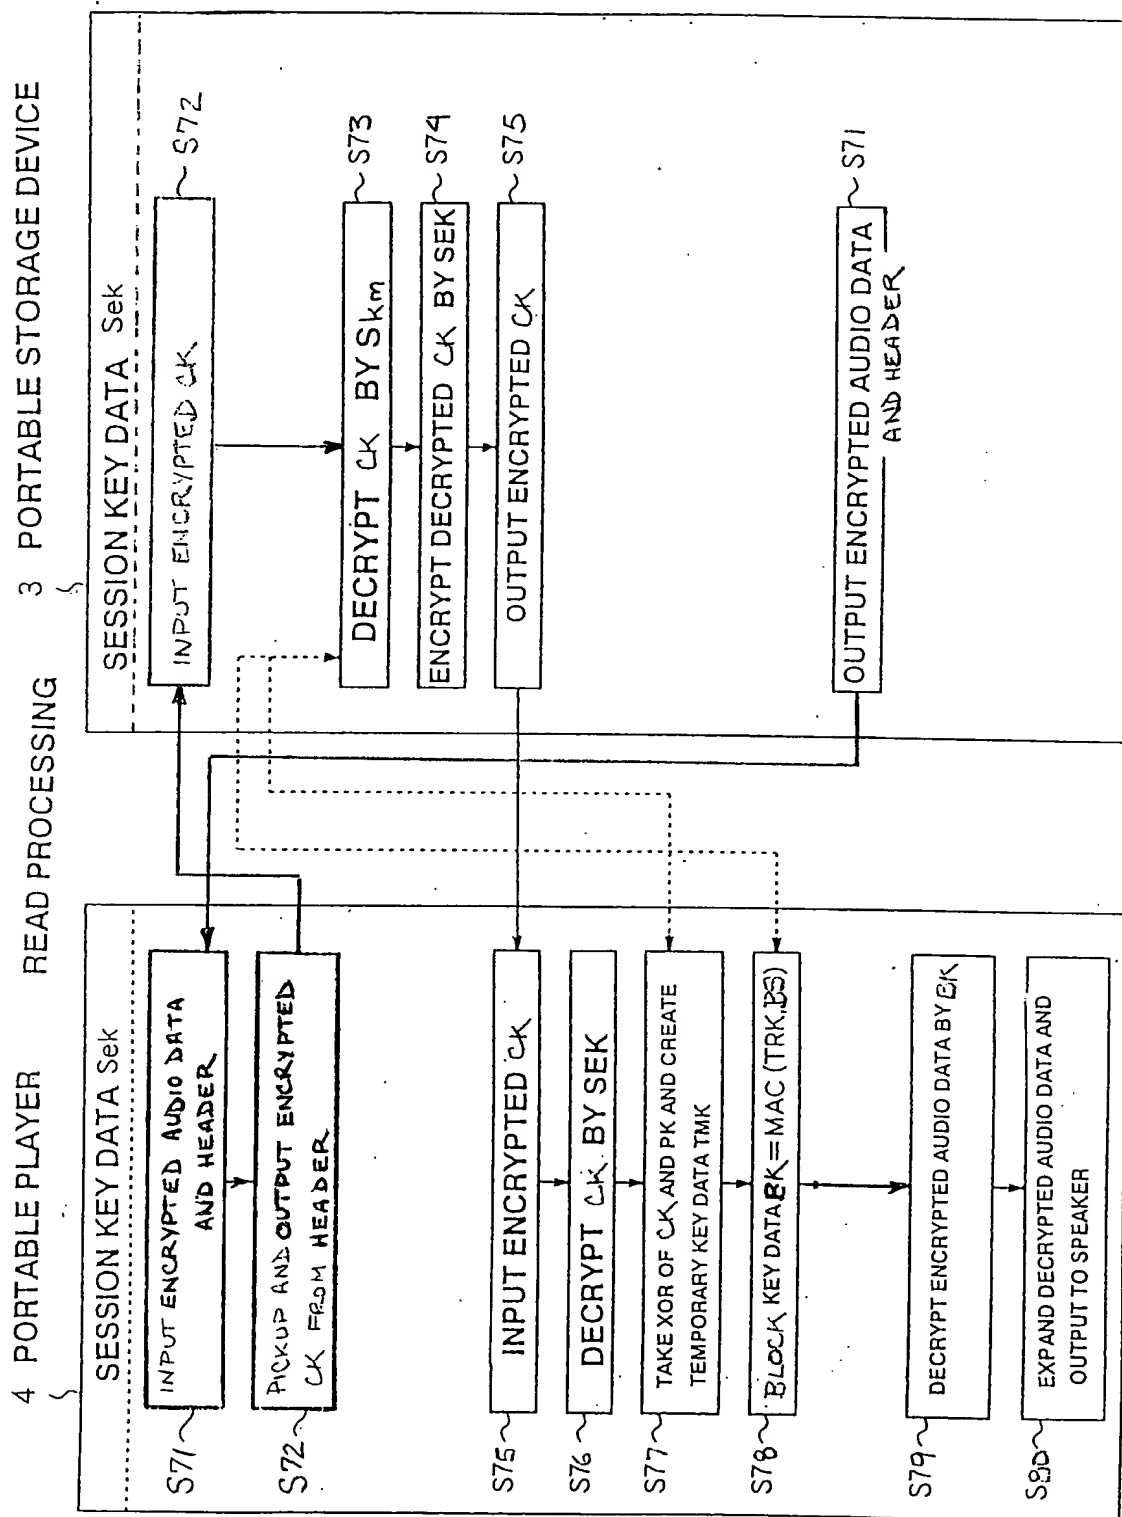 4 PORTABLE PLAYER
READ PROCESSING
3 PORTABLE STORAGE DEVICE
SESSION KEY DATA Sek
S71
INPUT ENCRYPTED AUDIO DATA
AND HEADER
S72
PICKUP AND OUTPUT ENCRYPTED
CK FROM HEADER
S75
INPUT ENCRYPTED CK
S76
DECRYPT CK BY SEK
S77
TAKE XOR OF CK AND PK AND CREATE
TEMPORARY KEY DATA TMK
S78
BLOCK KEY DATA BK=MAC (TRK,BS)
S79
DECRYPT ENCRYPTED AUDIO DATA BY BK
S80
EXPAND DECRYPTED AUDIO DATA AND
OUTPUT TO SPEAKER
SESSION KEY DATA Sek
INPUT ENCRYPTED CK
S72
DECRYPT CK BY Skm
S73
ENCRYPT DECRYPTED CK BY SEK
S74
OUTPUT ENCRYPTED CK
S75
OUTPUT ENCRYPTED AUDIO DATA
AND HEADER
S71